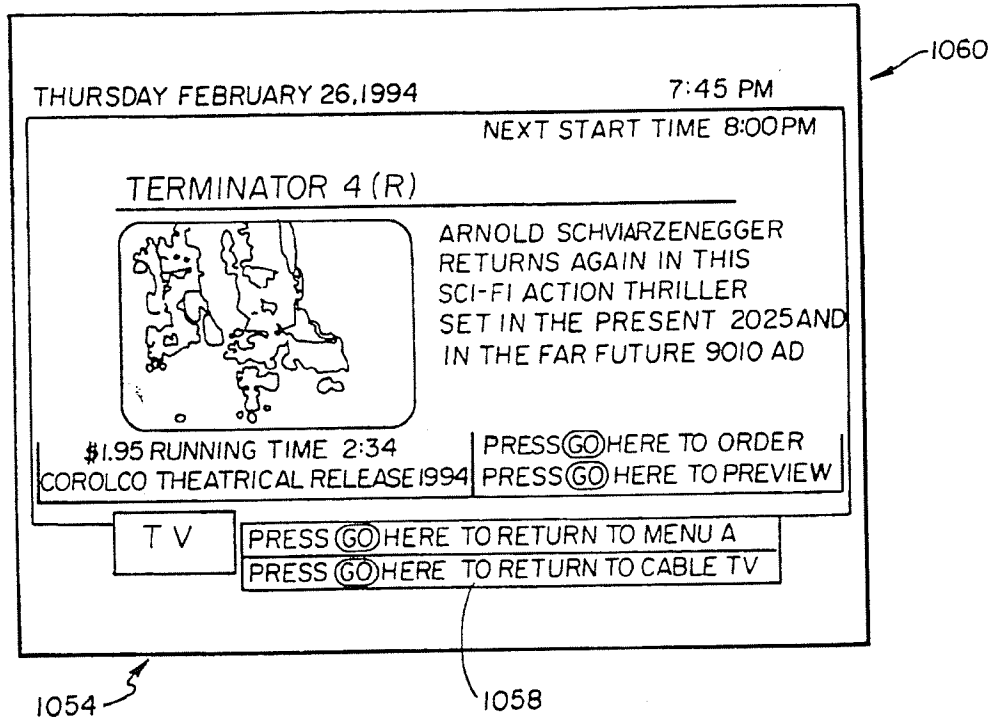 1060
THURSDAY FEBRUARY 26,1994 7:45 PM
NEXT START TIME 8:00PM
TERMINATOR 4 (R)
ARNOLD SCHVIARZENEGGER
RETURNS AGAIN IN THIS
SCI-FI ACTION THRILLER
SET IN THE PRESENT 2025AND
IN THE FAR FUTURE 9010 AD
$1.95 RUNNING TIME 2:34
COROLCO THEATRICAL RELEASE1994
PRESS GO HERE TO ORDER
PRESS GO HERE TO PREVIEW
TV
PRESS GO HERE TO RETURN TO MENU A
PRESS GO HERE TO RETURN TO CABLE TV
1054
1058